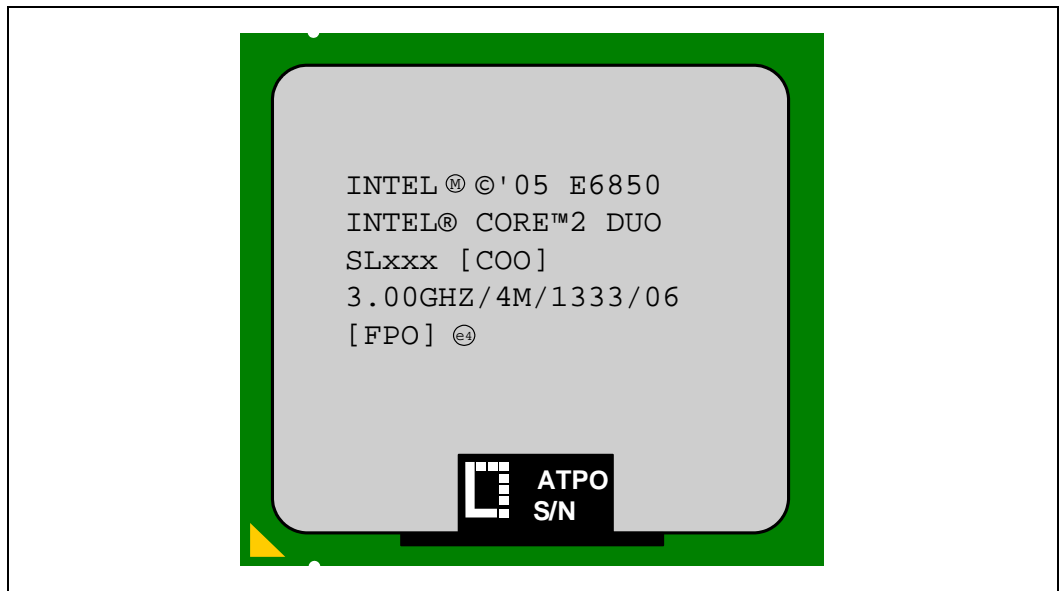 INTEL Ⓜ ©'05 E6850
INTEL® CORE™2 DUO
SLxxx [COO]
3.00GHZ/4M/1333/06
[FPO] e4
ATPO
S/N